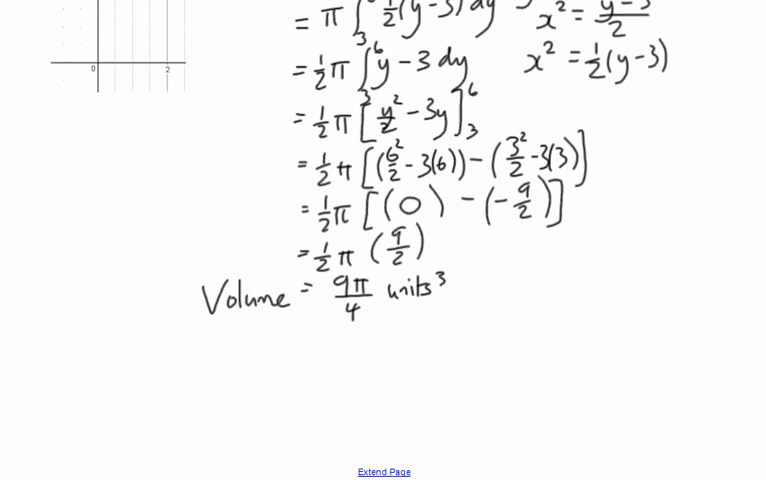 = π ∫₃⁶ ½(y-3) dy    x² = (y-3)/2
= ½π ∫₃⁶ y - 3 dy    x² = ½(y-3)
= ½π [y²/2 - 3y]₃⁶
= ½π [(6²/2 - 3(6)) - (3²/2 - 3(3)]
= ½π [(0) - (-9/2)]
= ½π (9/2)
Volume = 9π/4 units³
0 2
Extend Page